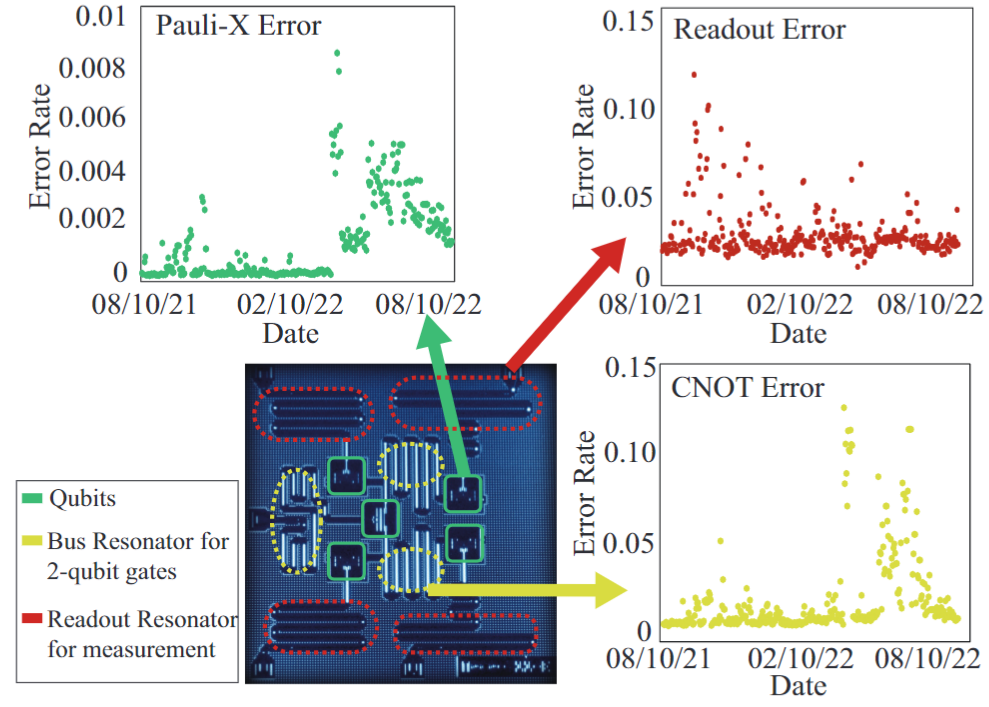 Pauli-X Error
0.01
0.008
0.006
0.004
0.002
0
Error Rate
08/10/21
02/10/22
08/10/22
Date
Readout Error
0.15
0.10
0.05
0
Error Rate
08/10/21
02/10/22
08/10/22
Date
Qubits
Bus Resonator for
2-qubit gates
Readout Resonator
for measurement
CNOT Error
0.15
0.10
0.05
0
Error Rate
08/10/21
02/10/22
08/10/22
Date